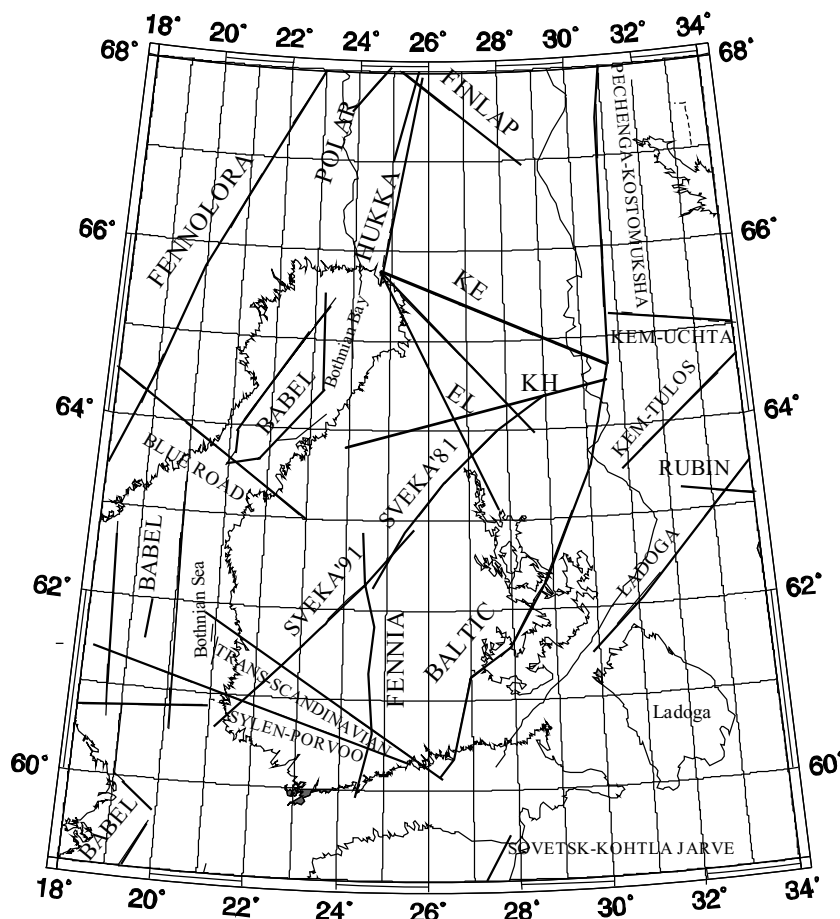 18° 20° 22° 24° 26° 28° 30° 32° 34°
68° 68°
FINLAP
PECHENGA-KOSTOMUKSHA
POLAR
FENNOLORA
HUKKA
66° 66°
KE
Bothnian Bay
KEM-UCHTA
BABEL
KH
EL
KEM-TULOS
64° 64°
BLUE ROAD
SVEKA'81
RUBIN
BABEL
LADOGA
62° 62°
Bothnian Sea
SVEKA'91
FENNIA
BALTIC
TRANS-SCANDINAVIAN
SYLEN-PORVOO
Ladoga
60° 60°
BABEL
SOVETSK-KOHTLA JARVE
18° 20° 22° 24° 26° 28° 30° 32° 34°